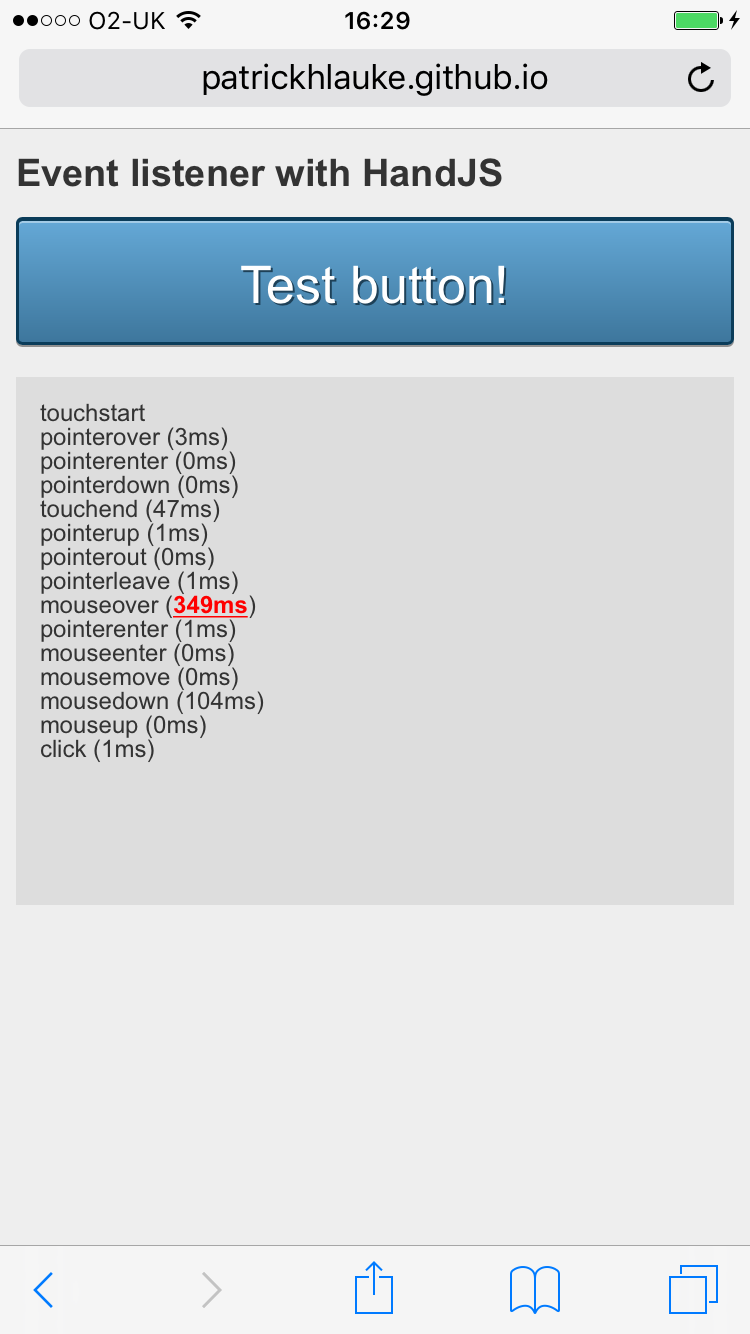 O2-UK 16:29
patrickhlauke.github.io
Event listener with HandJS
Test button!
touchstart
pointerover (3ms)
pointerenter (0ms)
pointerdown (0ms)
touchend (47ms)
pointerup (1ms)
pointerout (0ms)
pointerleave (1ms)
mouseover (349ms)
pointerenter (1ms)
mouseenter (0ms)
mousemove (0ms)
mousedown (104ms)
mouseup (0ms)
click (1ms)